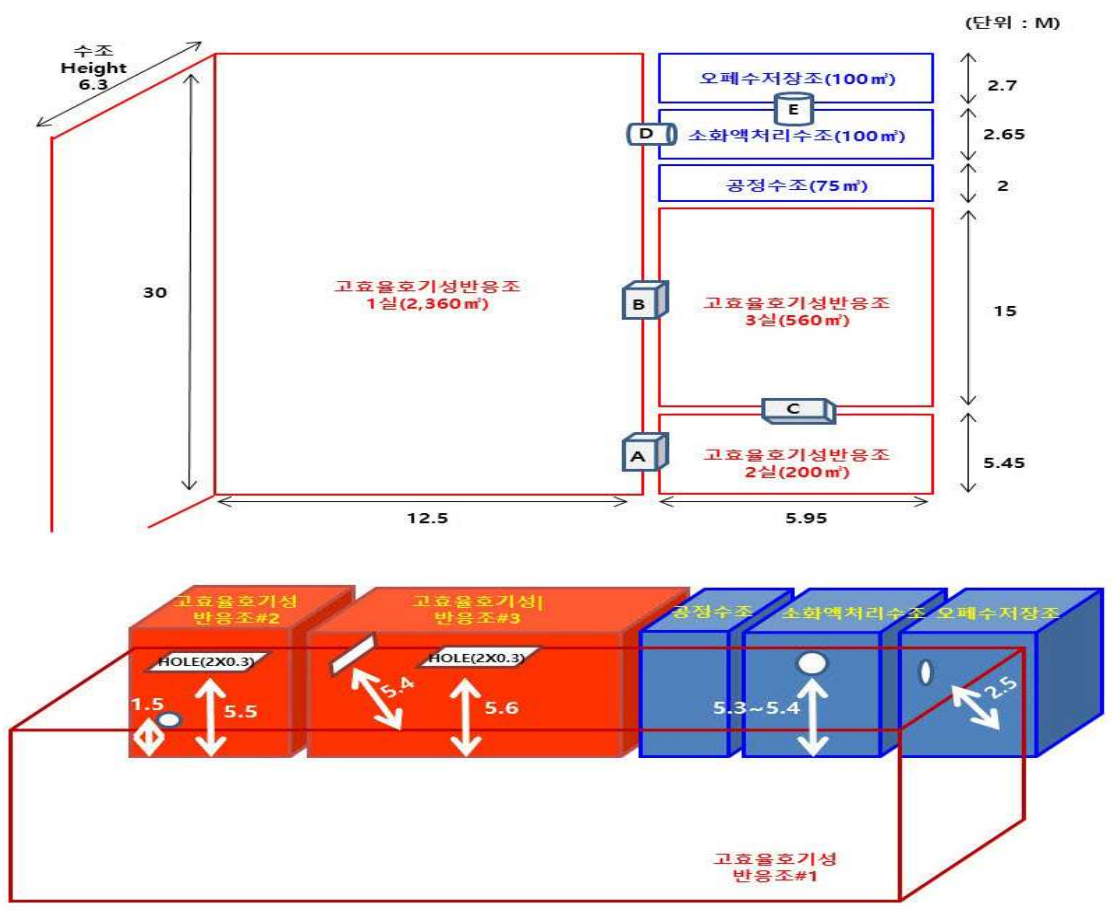 (단위 : M)
수조
Height
6.3
오폐수저장조(100㎥)
2.7
E
D
소화액처리수조(100㎥)
2.65
공정수조(75㎥)
2
30
고효율호기성반응조
1실(2,360㎥)
B
고효율호기성반응조
3실(560㎥)
15
C
A
고효율호기성반응조
2실(200㎥)
5.45
12.5
5.95
고효율호기성
반응조#2
고효율호기성|
반응조#3
공정수조
소화액처리수조
오폐수저장조
HOLE(2X0.3)
HOLE(2X0.3)
1.5
5.5
5.4
5.6
5.3~5.4
2.5
고효율호기성
반응조#1